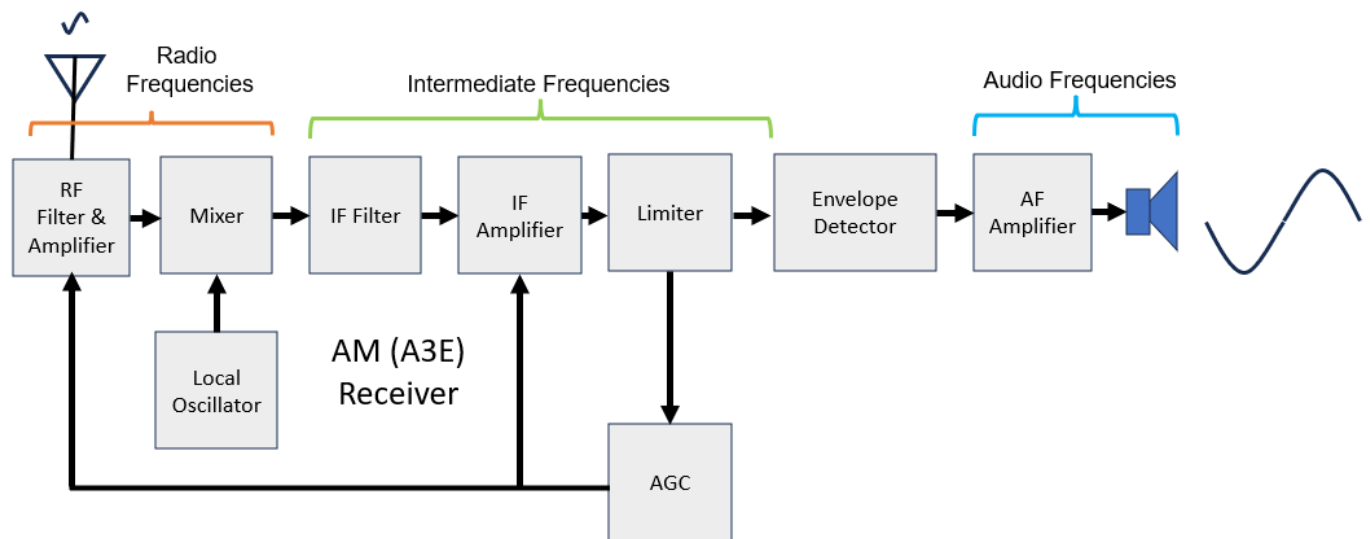 Radio
Frequencies
Intermediate Frequencies
Audio Frequencies
RF
Filter &
Amplifier
Mixer
IF Filter
IF
Amplifier
Limiter
Envelope
Detector
AF
Amplifier
Local
Oscillator
AM (A3E)
Receiver
AGC